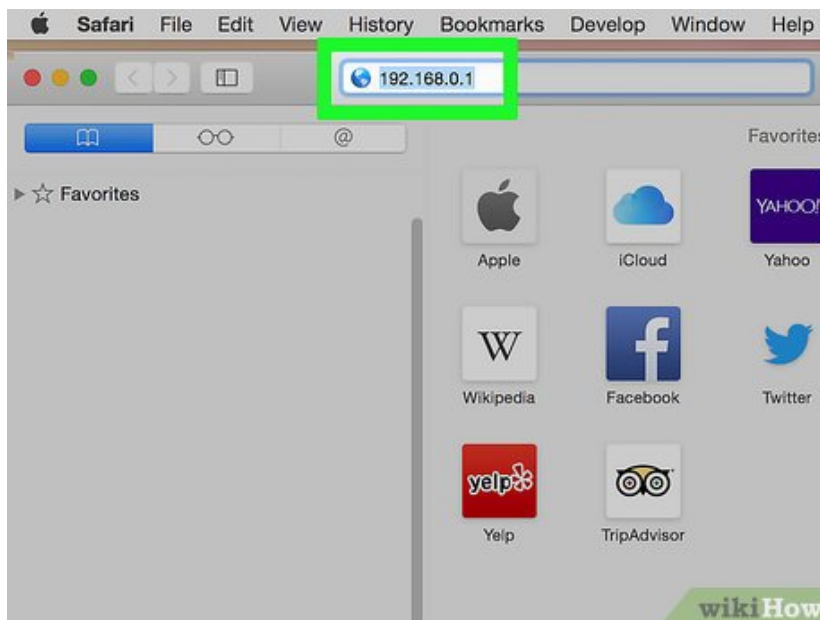 Safari File Edit View History Bookmarks Develop Window Help
192.168.0.1
@
Favorites
Favorites
YAHOO!
Apple iCloud Yahoo
W
f
Wikipedia Facebook Twitter
yelp
Yelp TripAdvisor
wikiHow